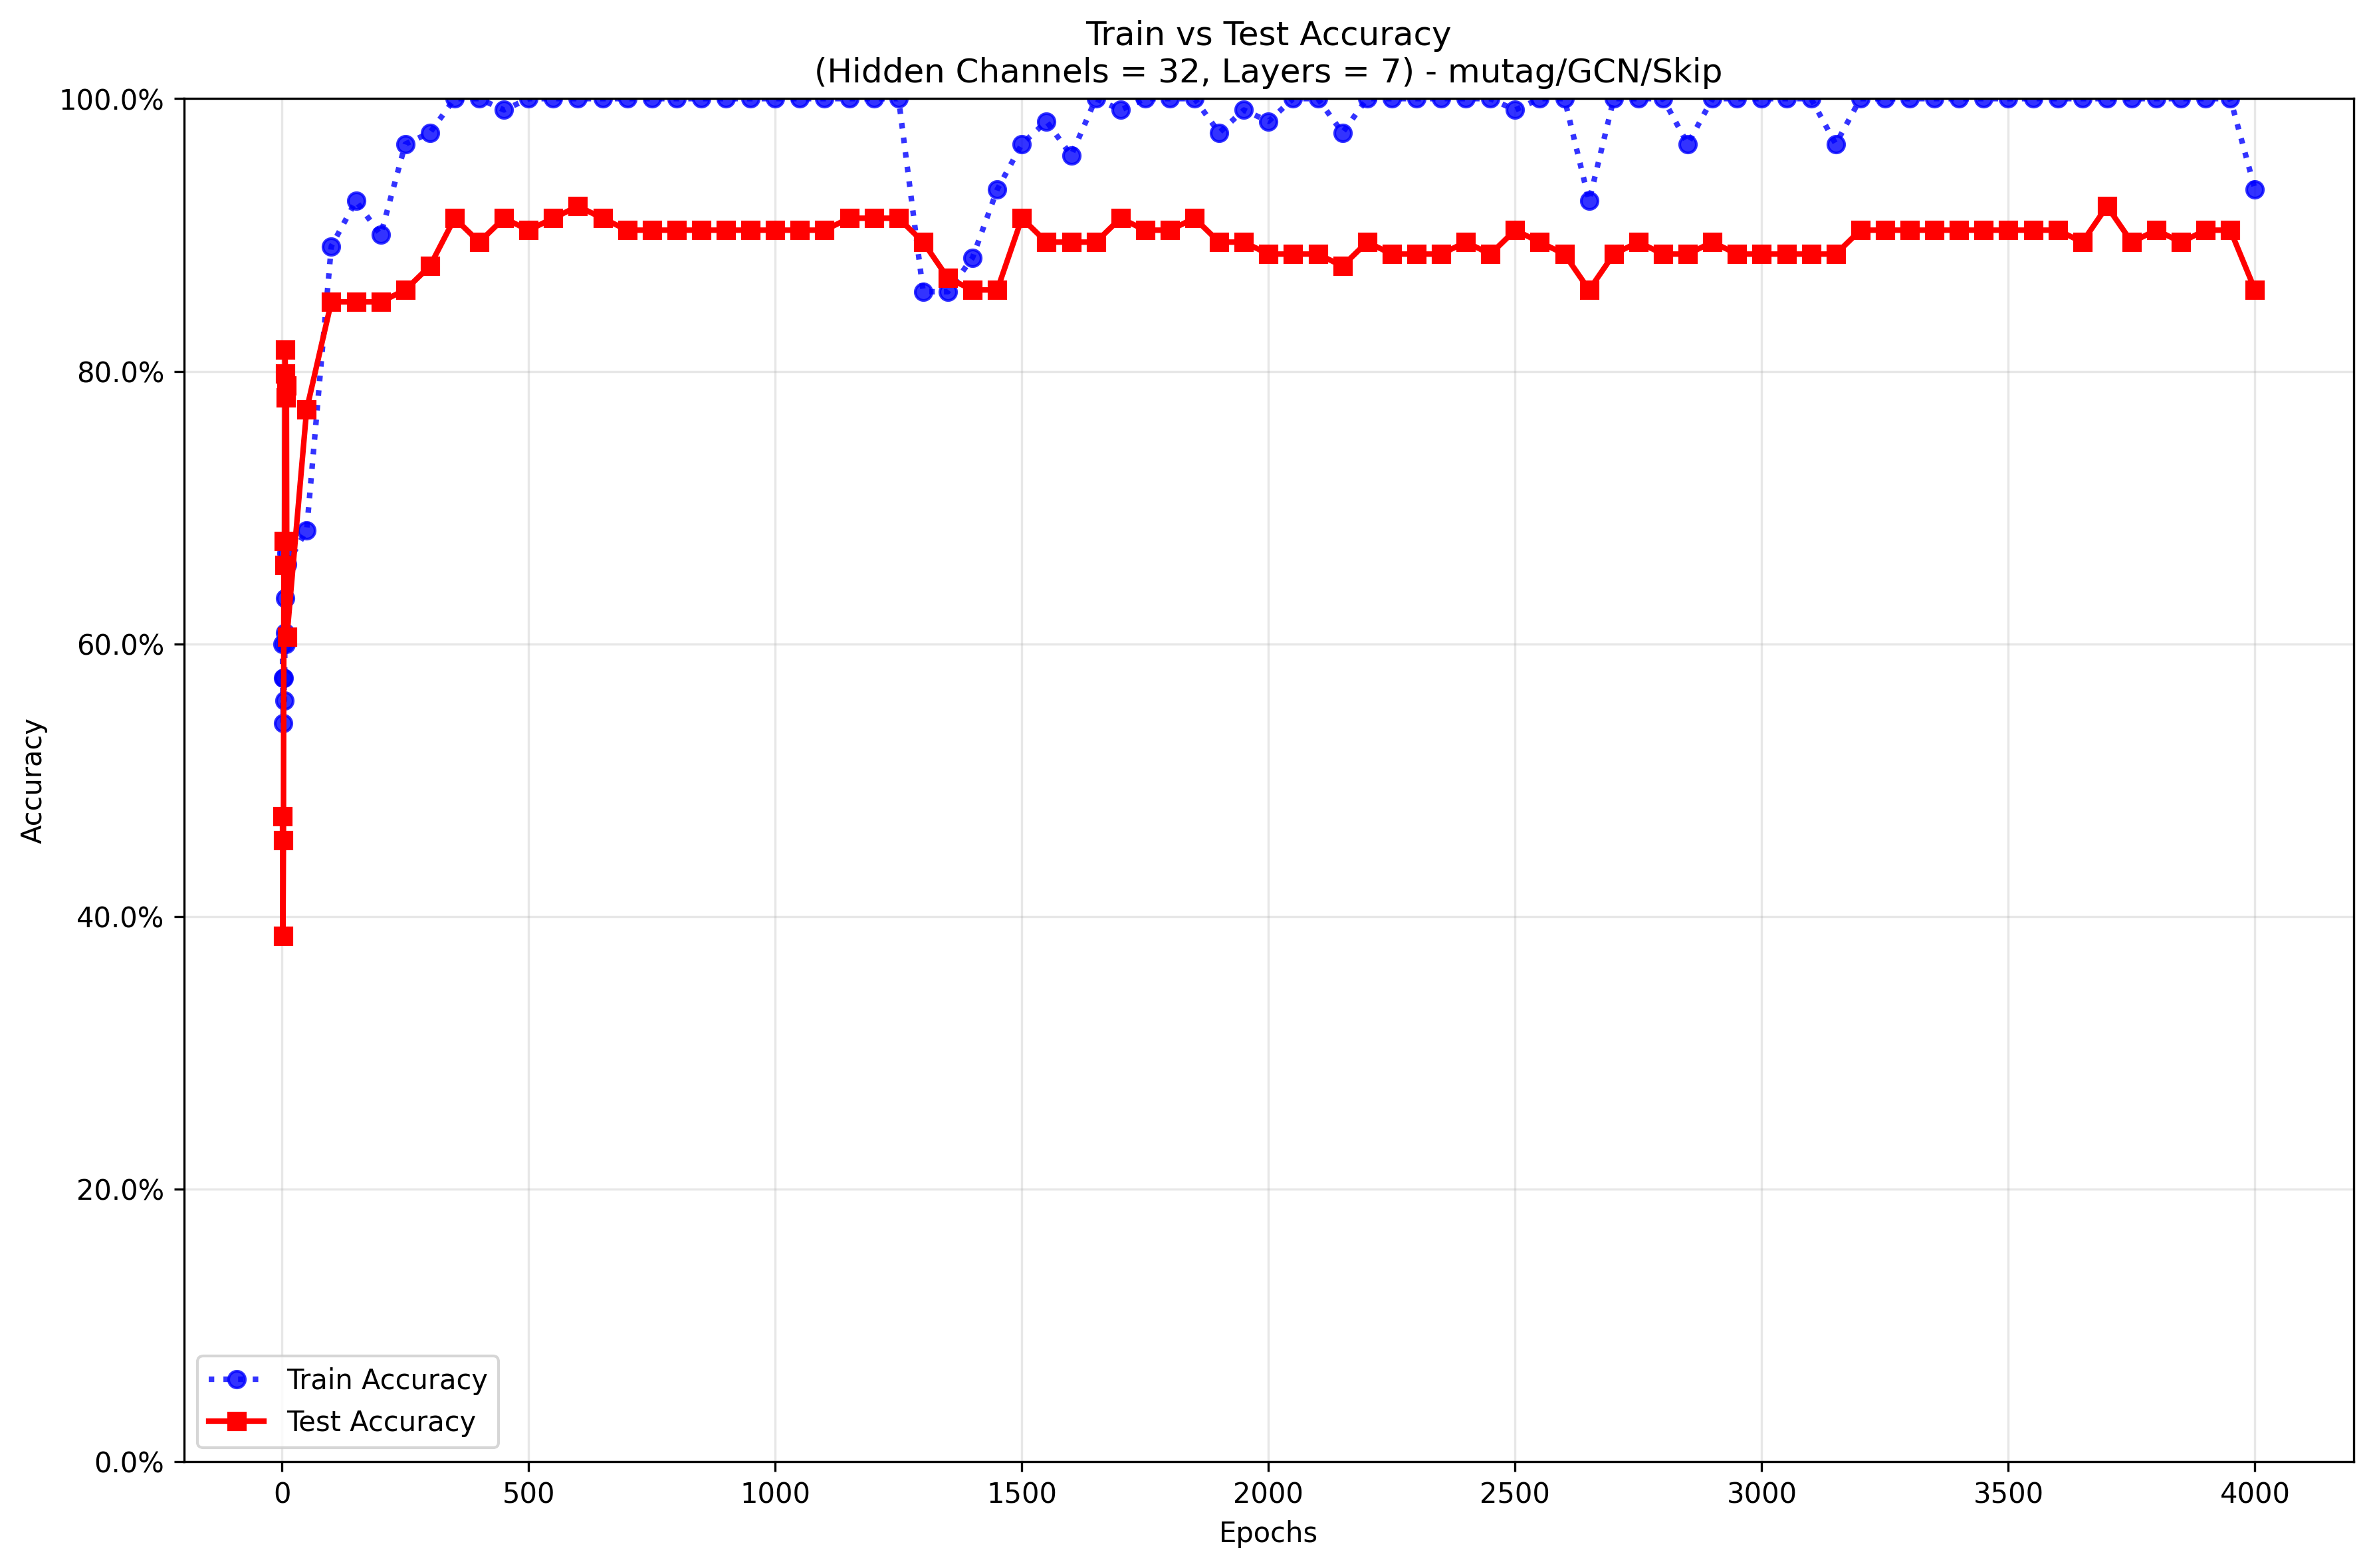 Train vs Test Accuracy
(Hidden Channels = 32, Layers = 7) - mutag/GCN/Skip
100.0%
80.0%
60.0%
40.0%
20.0%
0.0%
Accuracy
Train Accuracy
Test Accuracy
0 500 1000 1500 2000 2500 3000 3500 4000
Epochs